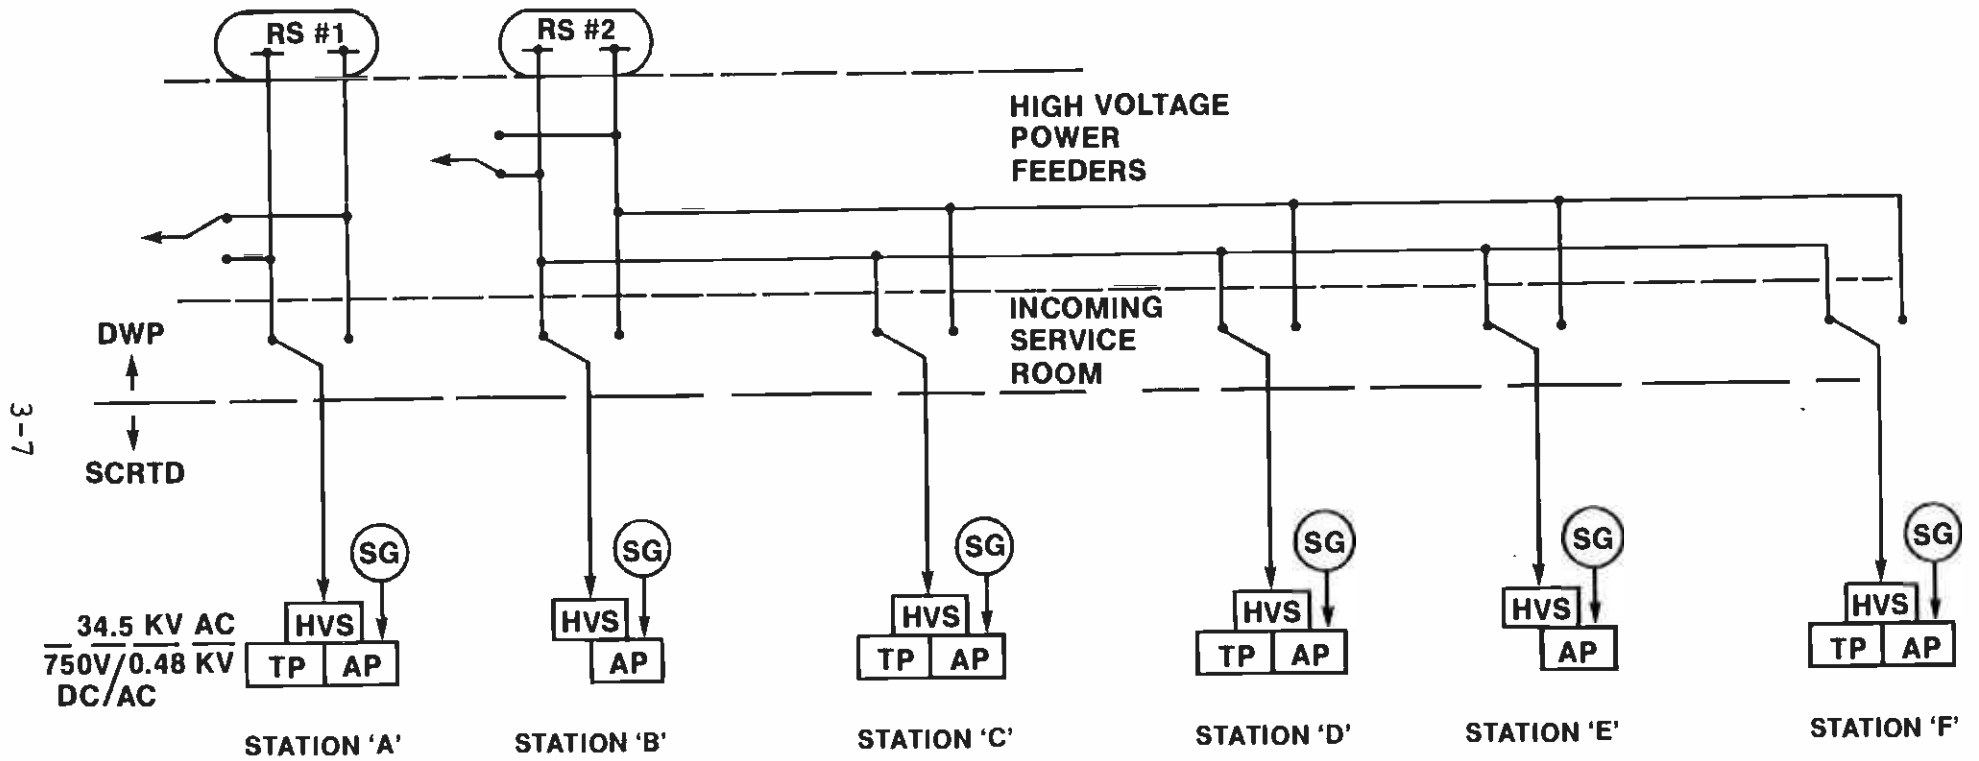 RS #1
RS #2
HIGH VOLTAGE
POWER
FEEDERS
INCOMING
SERVICE
ROOM
DWP
SCRTD
3-7
SG
SG
SG
SG
SG
SG
34.5 KV AC
750V/0.48 KV
DC/AC
HVS
TP
AP
HVS
AP
HVS
TP
AP
HVS
TP
AP
HVS
AP
HVS
TP
AP
STATION 'A'
STATION 'B'
STATION 'C'
STATION 'D'
STATION 'E'
STATION 'F'